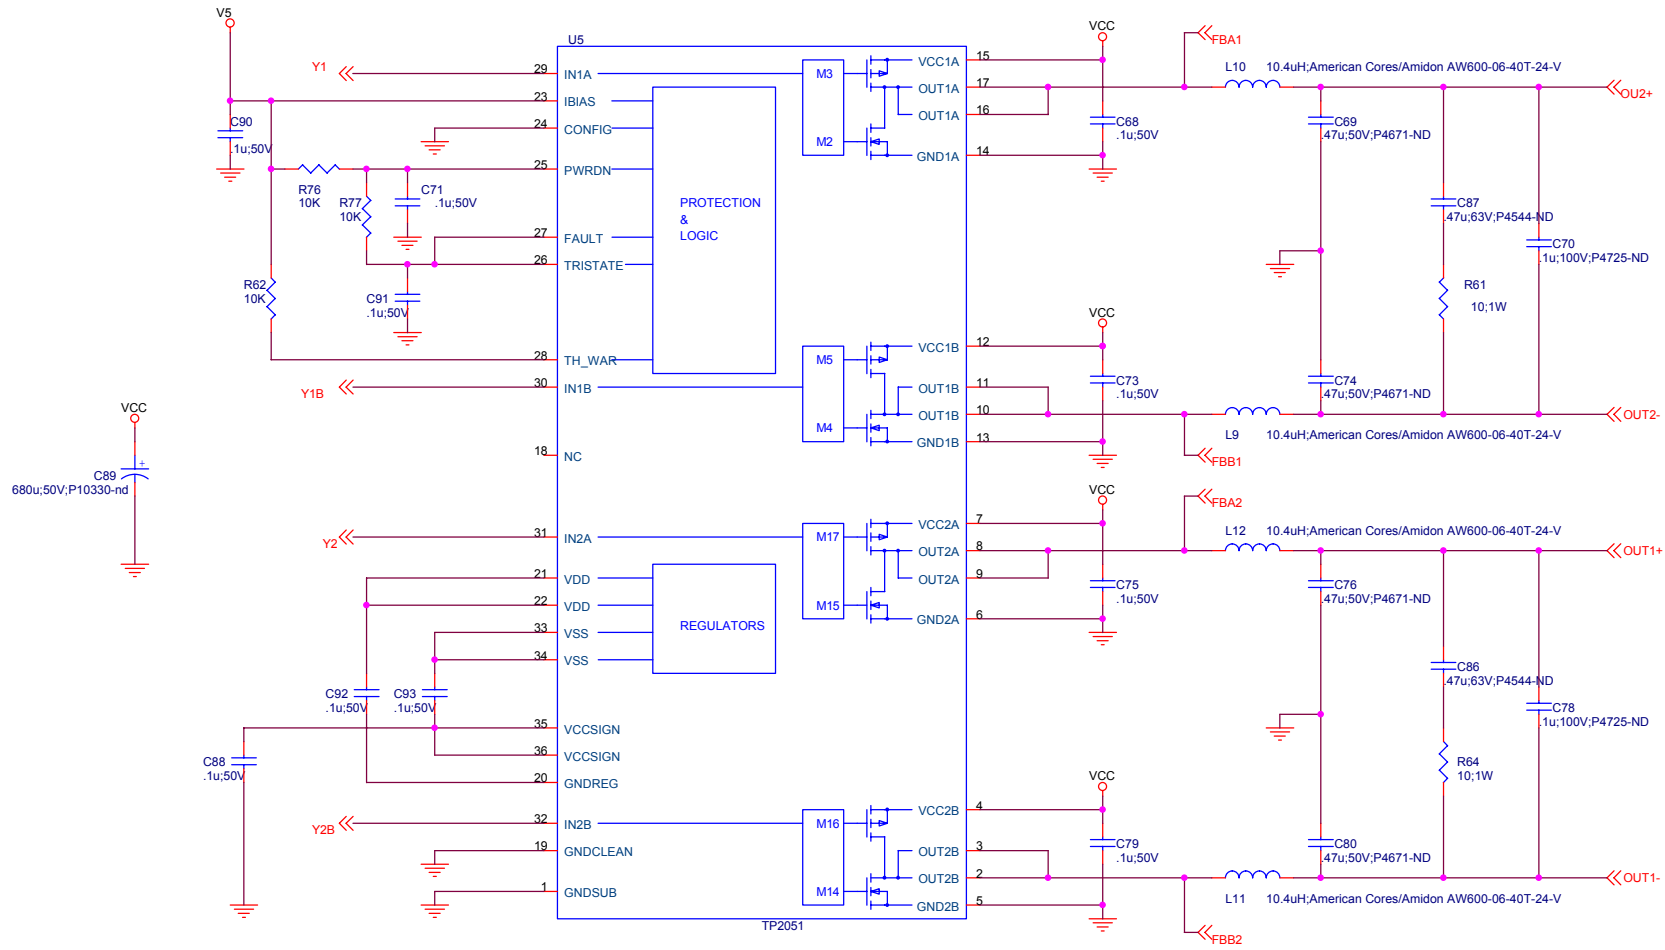 V5
U5
VCC
FBA1
Y1
29
IN1A
M3
VCC1A
15
L10
10.4uH;American Cores/Amidon AW600-06-40T-24-V
23
IBIAS
OUT1A
17
OU2+
C90
.1u;50V
24
CONFIG
M2
OUT1A
16
C68
.1u;50V
C69
.47u;50V;P4671-ND
GND1A
14
25
PWRDN
R76
10K
R77
10K
C71
.1u;50V
PROTECTION
&
LOGIC
C87
.47u;63V;P4544-ND
27
FAULT
C70
.1u;100V;P4725-ND
26
TRISTATE
R62
10K
C91
.1u;50V
R61
10;1W
VCC
28
TH_WAR
M5
VCC1B
12
30
IN1B
Y1B
OUT1B
11
C73
.1u;50V
C74
.47u;50V;P4671-ND
VCC
M4
OUT1B
10
OUT2-
GND1B
13
L9
10.4uH;American Cores/Amidon AW600-06-40T-24-V
18
NC
FBB1
C89
+
680u;50V;P10330-nd
VCC
FBA2
Y2
31
IN2A
M17
VCC2A
7
L12
10.4uH;American Cores/Amidon AW600-06-40T-24-V
OUT2A
8
OUT1+
21
VDD
OUT2A
9
C75
.1u;50V
C76
.47u;50V;P4671-ND
22
VDD
M15
GND2A
6
33
VSS
REGULATORS
34
VSS
C86
.47u;63V;P4544-ND
C92
.1u;50V
C93
.1u;50V
C78
.1u;100V;P4725-ND
35
VCCSIGN
36
VCCSIGN
C88
.1u;50V
R64
10;1W
20
GNDREG
VCC
32
IN2B
Y2B
M16
VCC2B
4
19
GNDCLEAN
OUT2B
3
C79
.1u;50V
C80
.47u;50V;P4671-ND
1
GNDSUB
M14
OUT2B
2
OUT1-
GND2B
5
L11
10.4uH;American Cores/Amidon AW600-06-40T-24-V
TP2051
FBB2